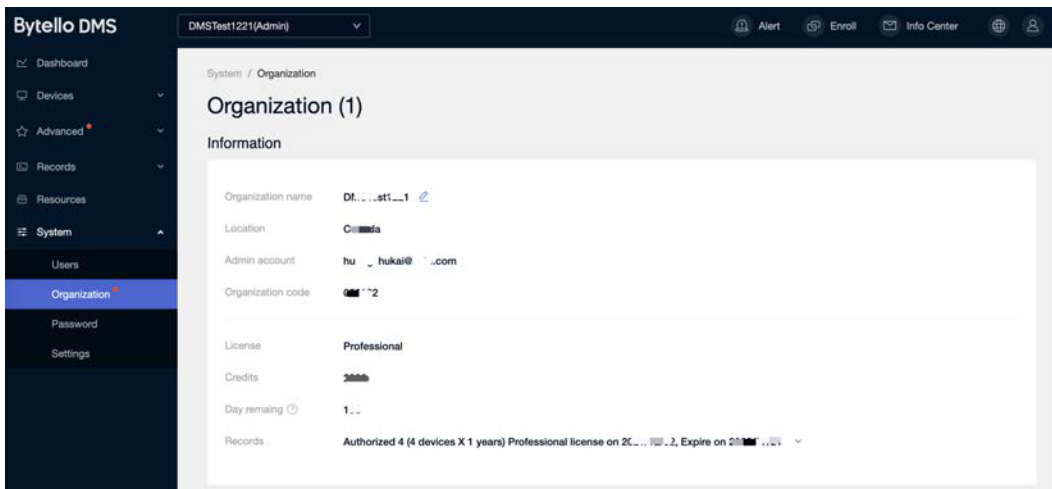 Bytello DMS
DMSTest1221(Admin)
Alert
Enroll
Info Center
Dashboard
Devices
Advanced
Records
Resources
System
Users
Organization
Password
Settings
System / Organization
Organization (1)
Information
Organization name
Location
Admin account
Organization code
License Professional
Credits
Day remaing
Records Authorized 4 (4 devices X 1 years) Professional license on Expire on